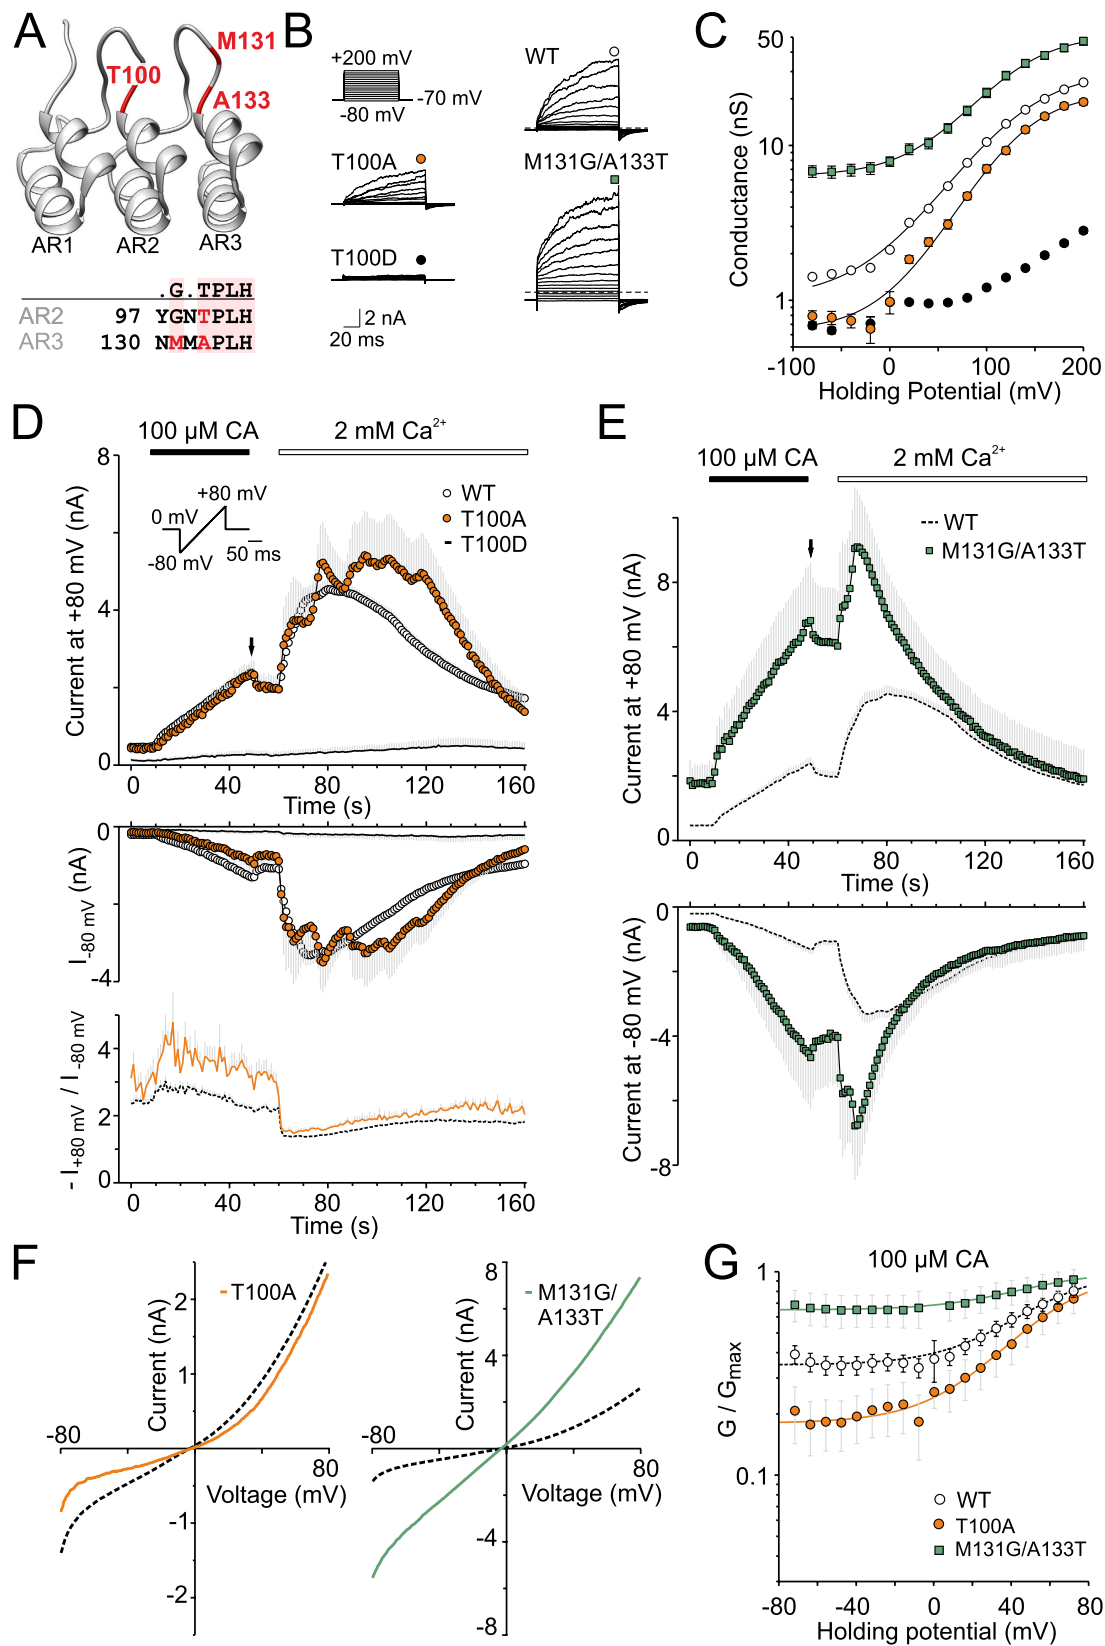 A
M131
T100
A133
AR1
AR2
AR3
.G.TPLH
AR2 97 YGNTPLH
AR3 130 NMMAPLH
B
+200 mV
-70 mV
-80 mV
WT
T100A
M131G/A133T
T100D
2 nA
20 ms
C
50
10
1
Conductance (nS)
-100 0 100 200
Holding Potential (mV)
D
100 µM CA
2 mM Ca2+
8
4
0
Current at +80 mV (nA)
+80 mV
0 mV
-80 mV
50 ms
WT
T100A
T100D
0 40 80 120 160
Time (s)
0
-4
I-80 mV (nA)
4
2
0
- I+80 mV / I-80 mV
0 40 80 120 160
Time (s)
E
100 µM CA
2 mM Ca2+
WT
M131G/A133T
8
4
0
Current at +80 mV (nA)
0 40 80 120 160
Time (s)
0
-4
-8
Current at -80 mV (nA)
F
T100A
2
1
-1
-2
Current (nA)
-80
80
Voltage (mV)
M131G/
A133T
8
4
-4
-8
Current (nA)
-80
80
Voltage (mV)
G
100 µM CA
1
0.1
G / Gmax
WT
T100A
M131G/A133T
-80 -40 0 40 80
Holding potential (mV)